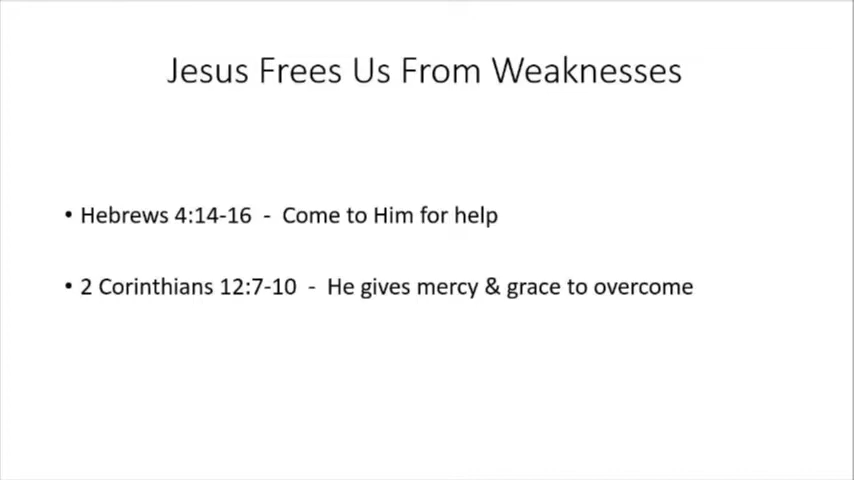 Jesus Frees Us From Weaknesses
• Hebrews 4:14-16 - Come to Him for help
• 2 Corinthians 12:7-10 - He gives mercy & grace to overcome